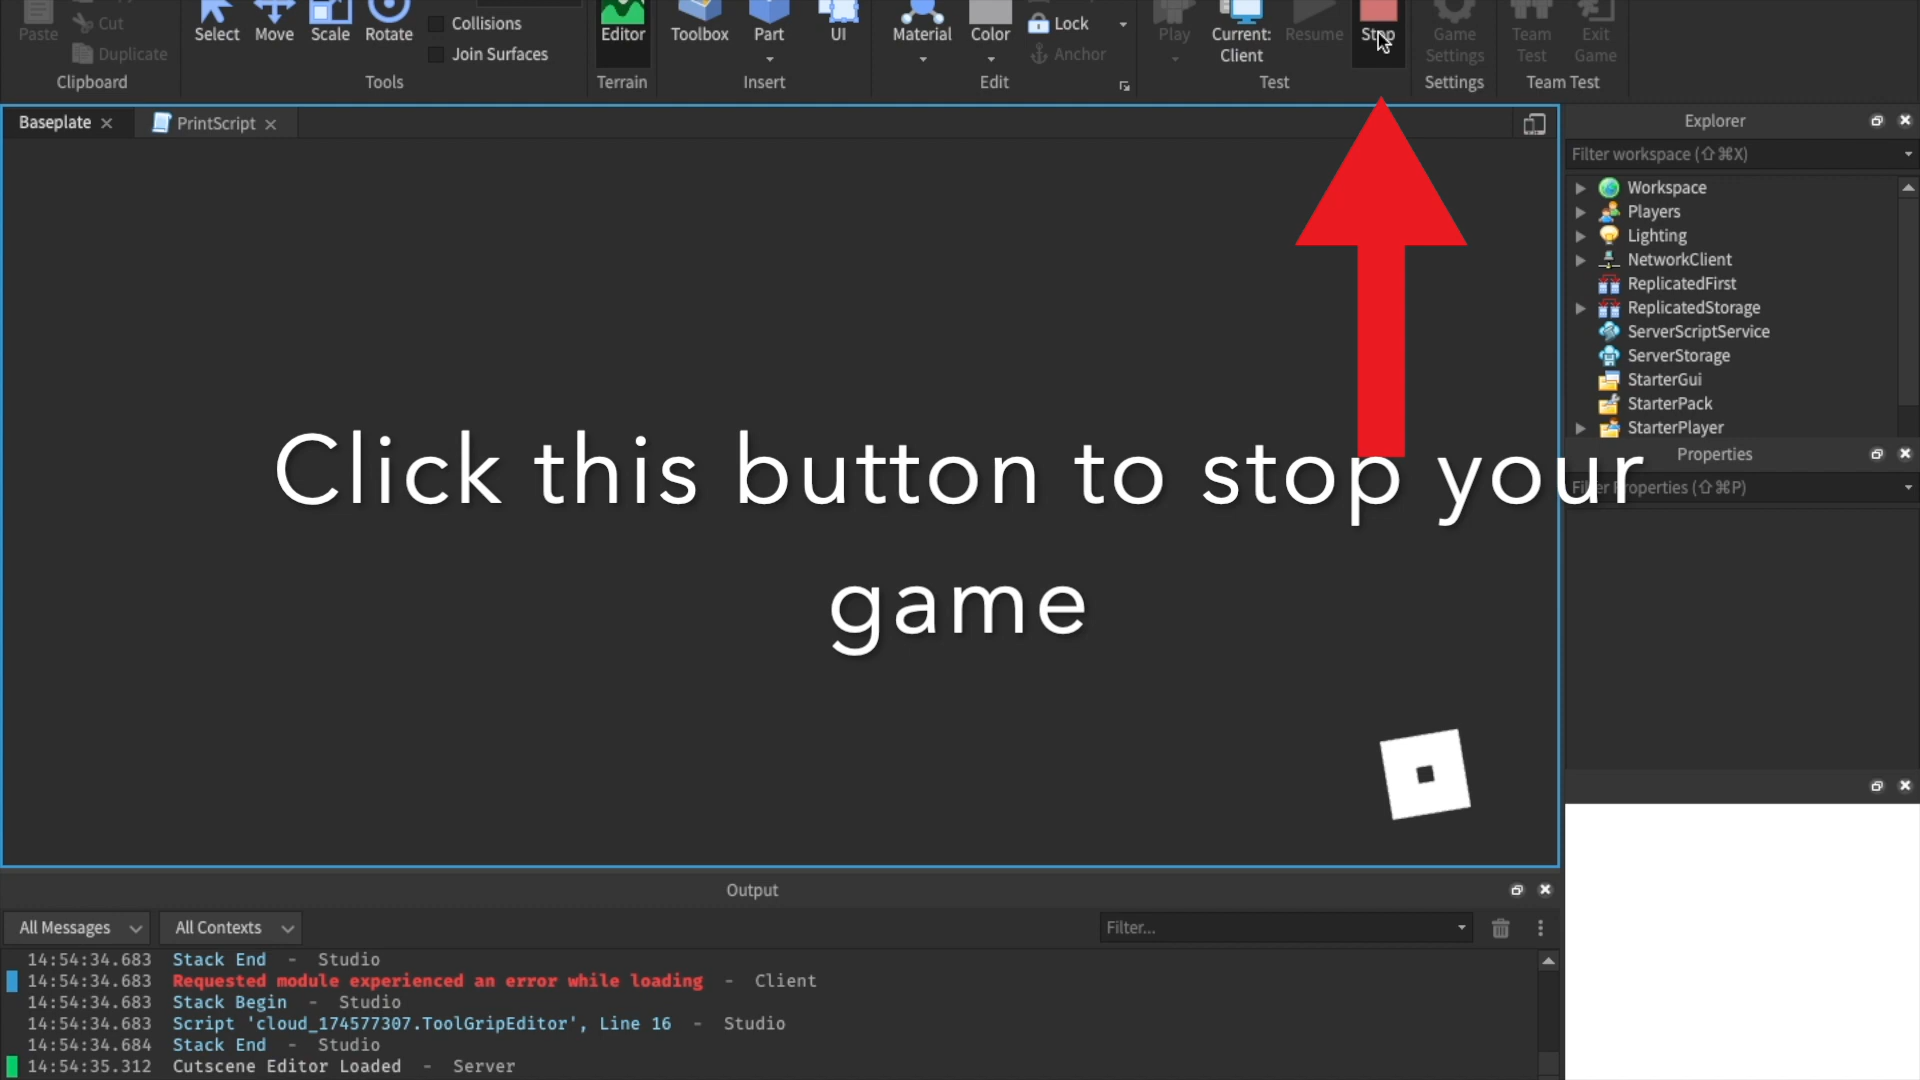 Paste
Cut
Duplicate
Clipboard
Select
Move
Scale
Rotate
Collisions
Join Surfaces
Tools
Editor
Terrain
Toolbox
Part
UI
Insert
Material
Color
Lock
Anchor
Edit
Play
Current:
Client
Resume
Stop
Test
Game
Settings
Settings
Team
Test
Exit
Game
Team Test
Baseplate
PrintScript
Explorer
Filter workspace (⇧⌘X)
Workspace
Players
Lighting
NetworkClient
ReplicatedFirst
ReplicatedStorage
ServerScriptService
ServerStorage
StarterGui
StarterPack
StarterPlayer
Properties
Filter Properties (⇧⌘P)
Click this button to stop your
game
Output
All Messages
All Contexts
Filter...
14:54:34.683 Stack End - Studio
14:54:34.683 Requested module experienced an error while loading - Client
14:54:34.683 Stack Begin - Studio
14:54:34.683 Script 'cloud_174577307.ToolGripEditor', Line 16 - Studio
14:54:34.684 Stack End - Studio
14:54:35.312 Cutscene Editor Loaded - Server